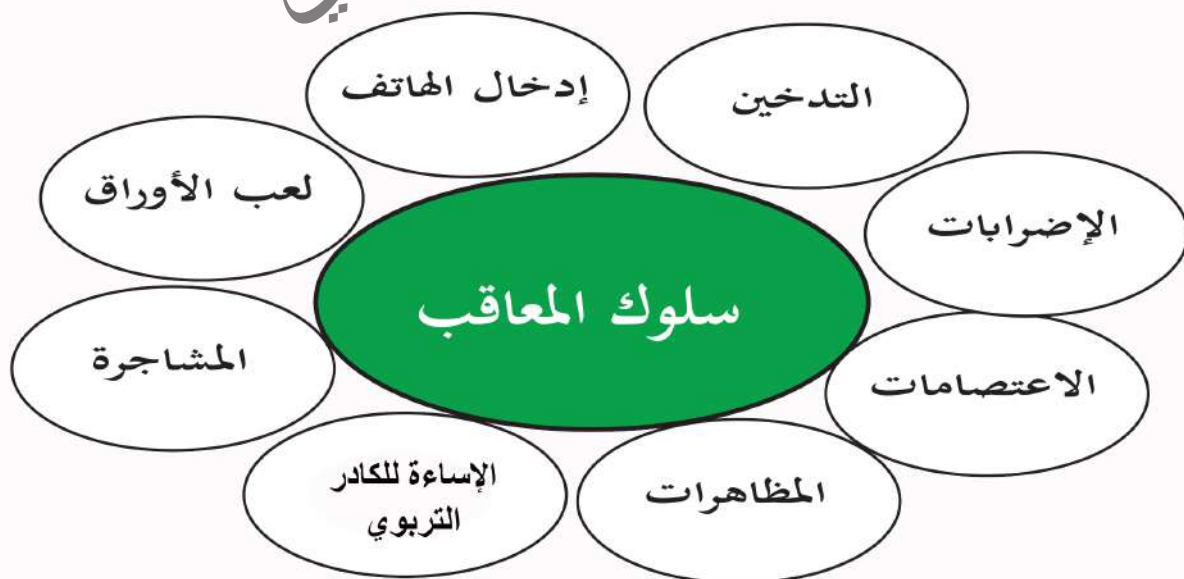 إدخال الهاتف
التدخين
لعب الأوراق
الإضرابات
سلوك المعاقب
المشاجرة
الاعتصامات
الإساءة للكادر
التربوي
المظاهرات